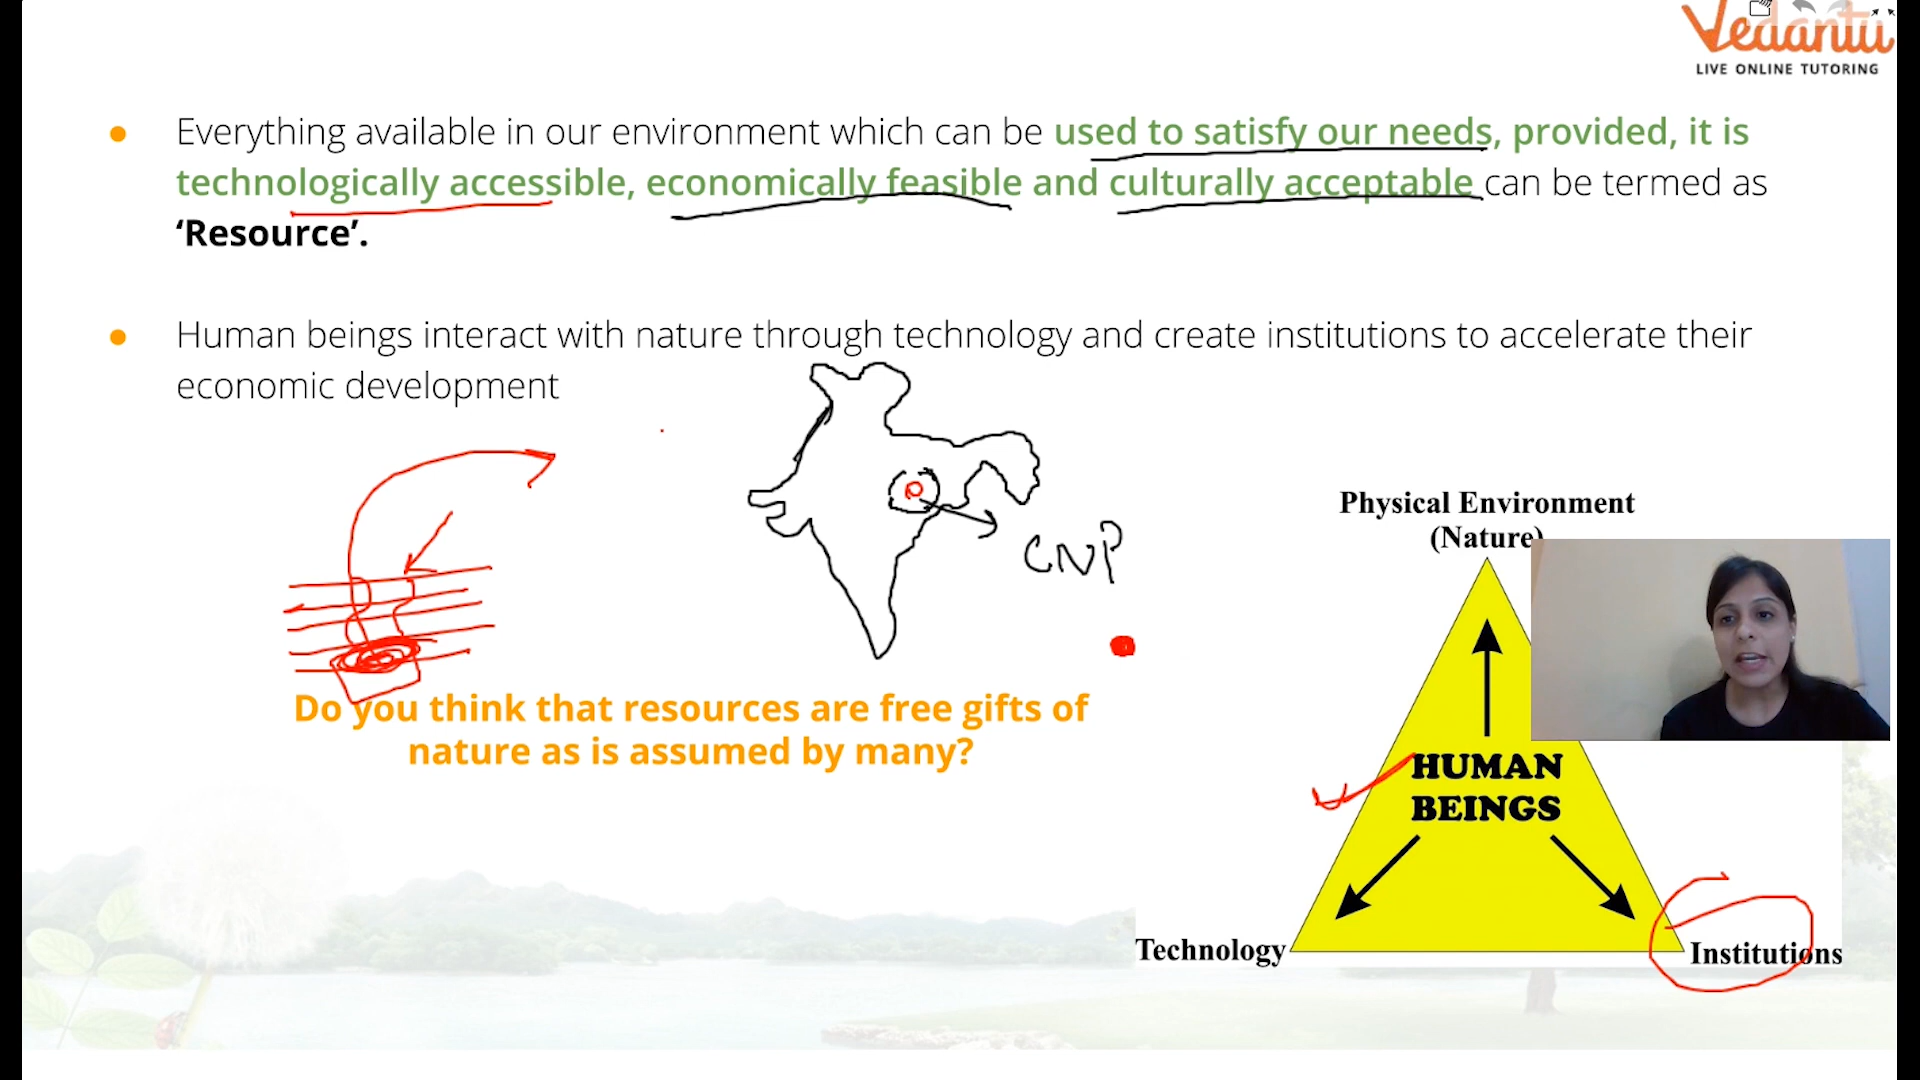 Vedantu
LIVE ONLINE TUTORING
Everything available in our environment which can be used to satisfy our needs, provided, it is
technologically accessible, economically feasible and culturally acceptable can be termed as
‘Resource’.
Human beings interact with nature through technology and create institutions to accelerate their
economic development
CNP
Physical Environment
(Nature)
Do you think that resources are free gifts of
nature as is assumed by many?
HUMAN
BEINGS
Technology
Institutions